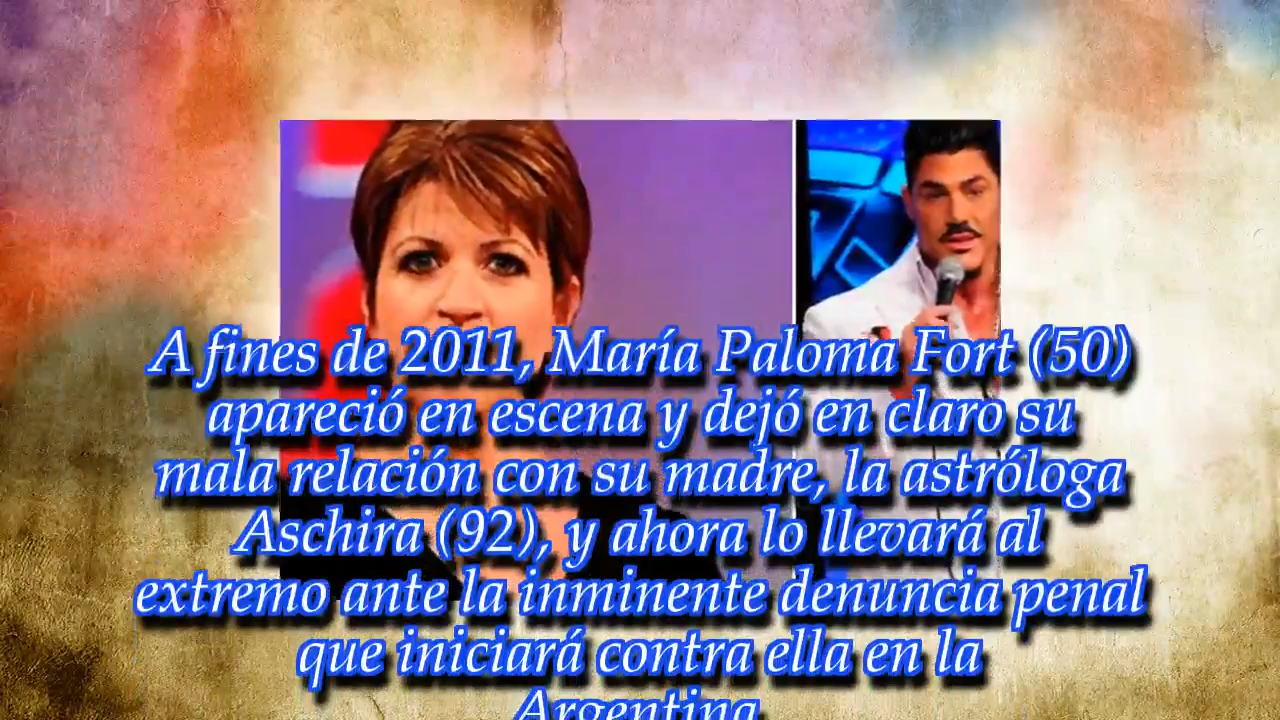 A fines de 2011, María Paloma Fort (50)
apareció en escena y dejó en claro su
mala relación con su madre, la astróloga
Aschira (92), y ahora lo llevará al
extremo ante la inminente denuncia penal
que iniciará contra ella en la
Argentina